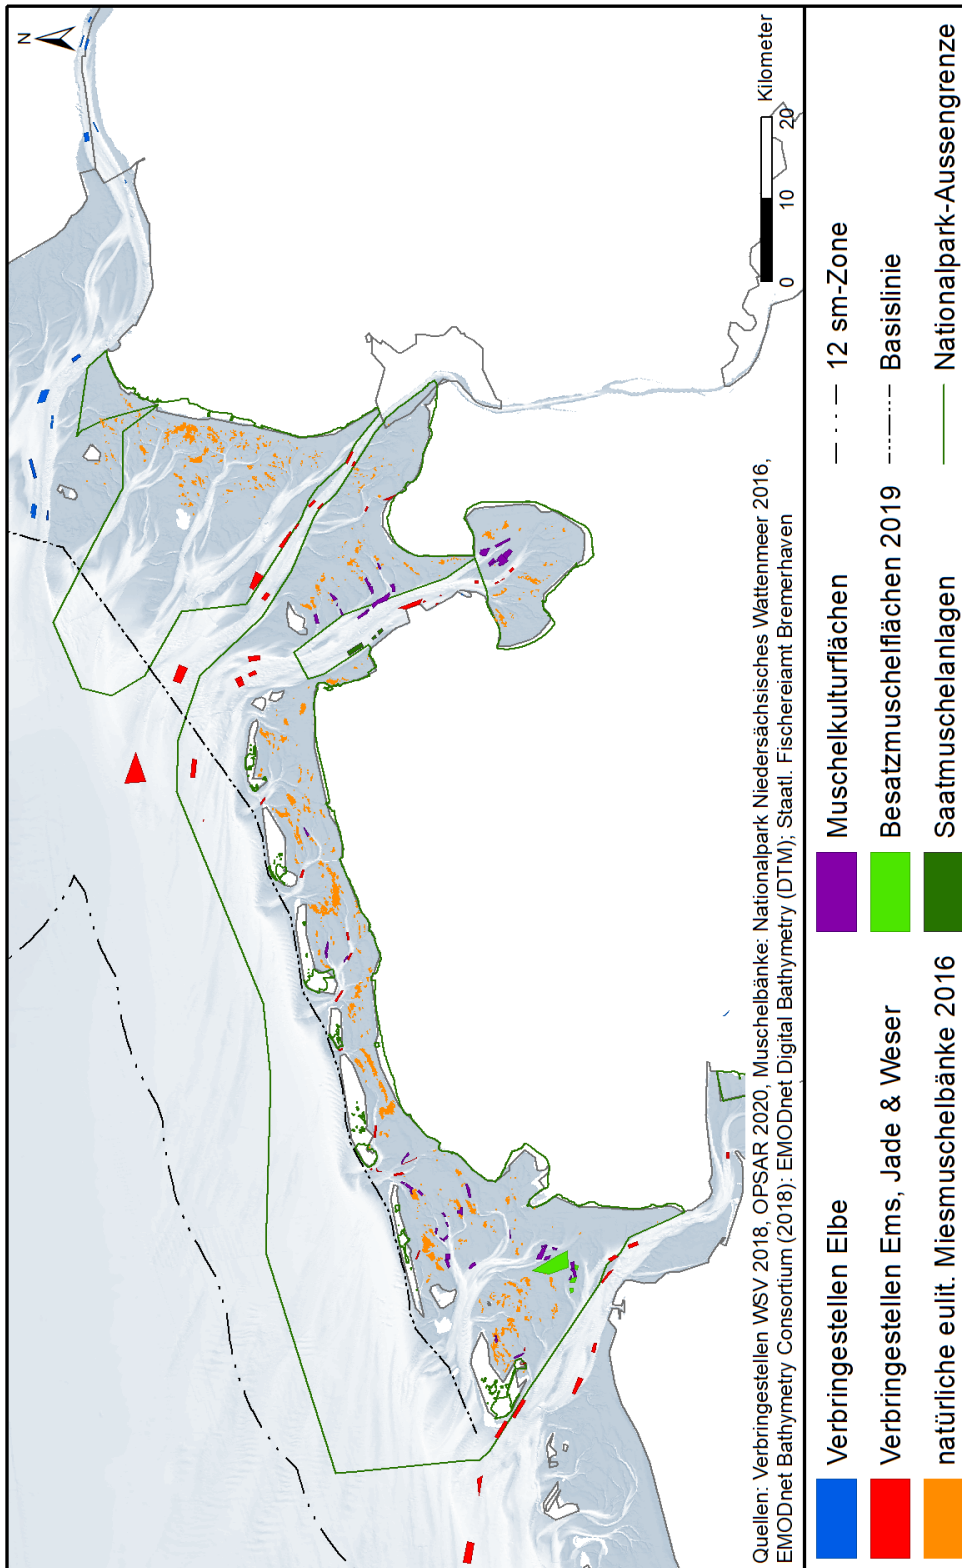 N
Kilometer
0 10 20
Quellen: Verbringestellen WSV 2018, OPSAR 2020, Muschelbänke: Nationalpark Niedersächsisches Wattenmeer 2016,
EMODnet Bathymetry Consortium (2018): EMODnet Digital Bathymetry (DTM); Staatl. Fischereiamt Bremerhaven
Verbringestellen Elbe
Verbringestellen Ems, Jade & Weser
natürliche eulit. Miesmuschelbänke 2016
Muschelkulturflächen
Besatzmuschelflächen 2019
Saatmuschelanlagen
12 sm-Zone
Basislinie
Nationalpark-Aussengrenze